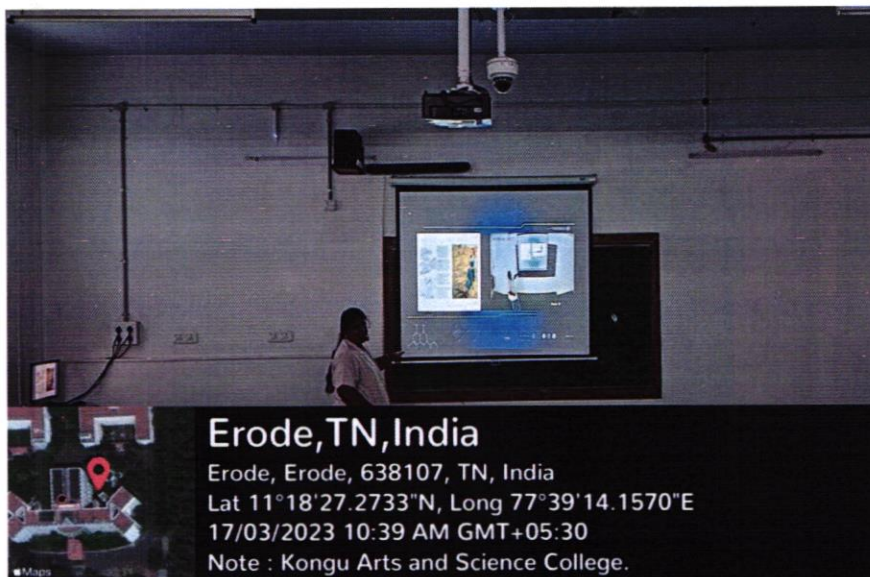 Erode,TN,India
Erode, Erode, 638107, TN, India
Lat 11°18'27.2733"N, Long 77°39'14.1570"E
17/03/2023 10:39 AM GMT+05:30
Note : Kongu Arts and Science College.
Maps